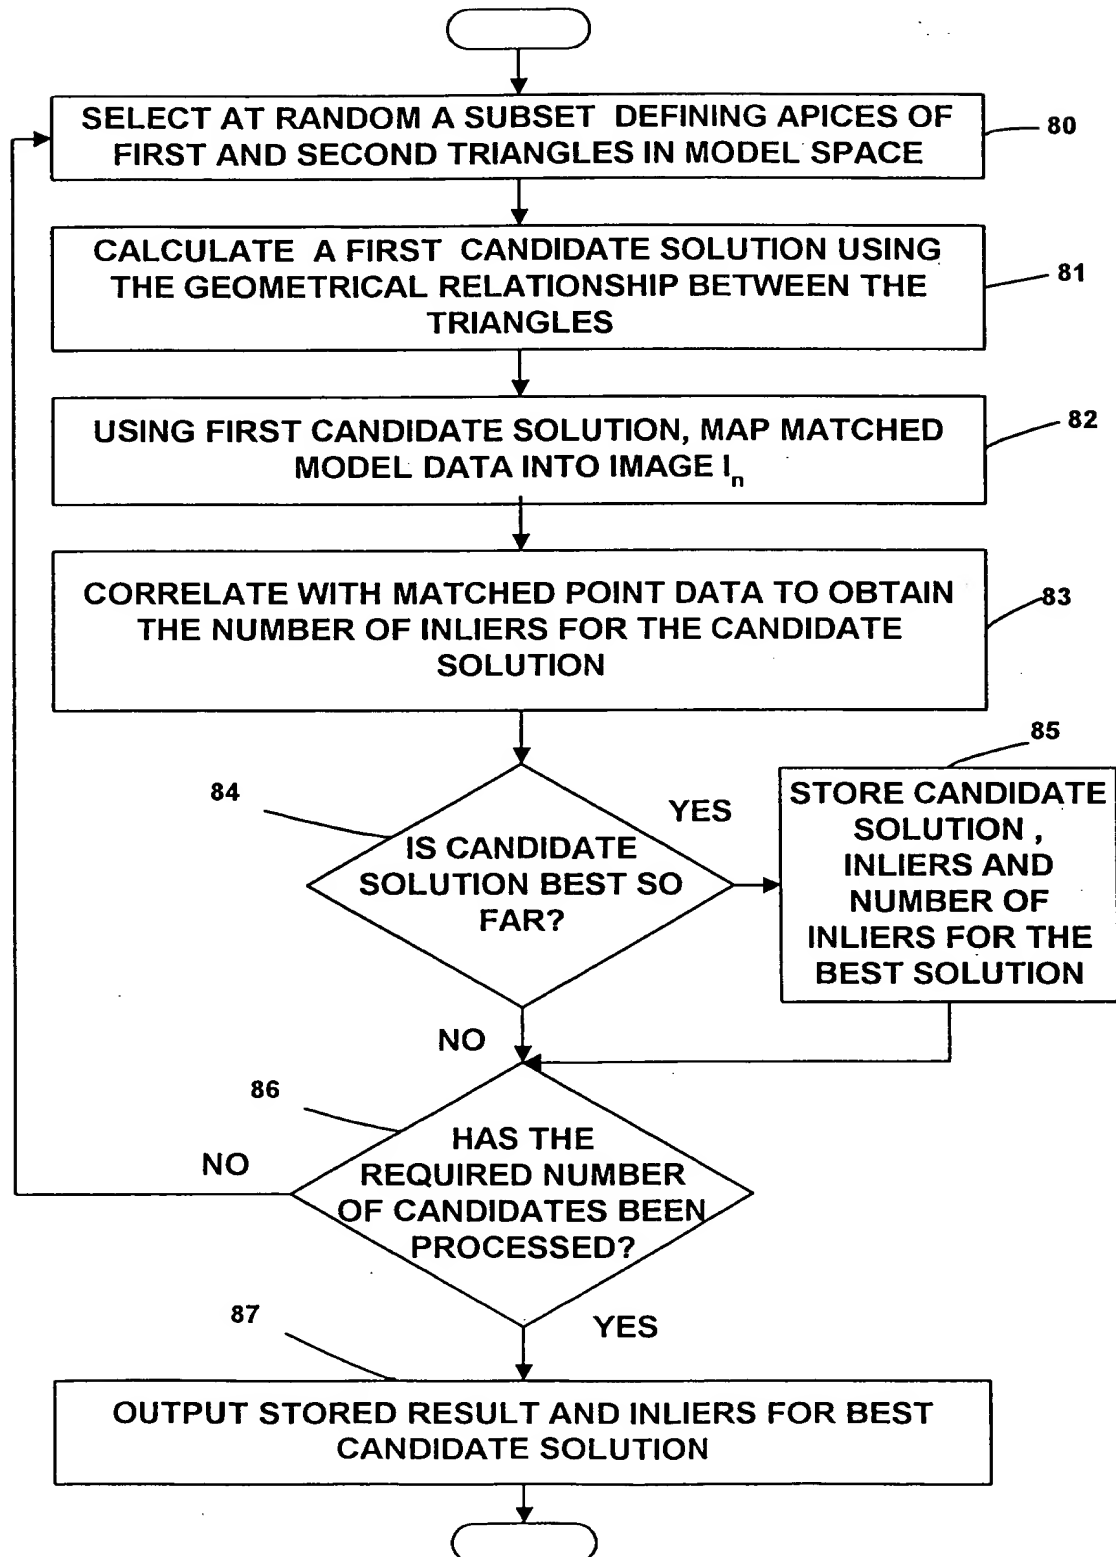 SELECT AT RANDOM A SUBSET DEFINING APICES OF
FIRST AND SECOND TRIANGLES IN MODEL SPACE
80
CALCULATE A FIRST CANDIDATE SOLUTION USING
THE GEOMETRICAL RELATIONSHIP BETWEEN THE
TRIANGLES
81
USING FIRST CANDIDATE SOLUTION, MAP MATCHED
MODEL DATA INTO IMAGE In
82
CORRELATE WITH MATCHED POINT DATA TO OBTAIN
THE NUMBER OF INLIERS FOR THE CANDIDATE
SOLUTION
83
84
IS CANDIDATE
SOLUTION BEST SO
FAR?
YES
85
STORE CANDIDATE
SOLUTION ,
INLIERS AND
NUMBER OF
INLIERS FOR THE
BEST SOLUTION
NO
86
HAS THE
REQUIRED NUMBER
OF CANDIDATES BEEN
PROCESSED?
NO
YES
87
OUTPUT STORED RESULT AND INLIERS FOR BEST
CANDIDATE SOLUTION